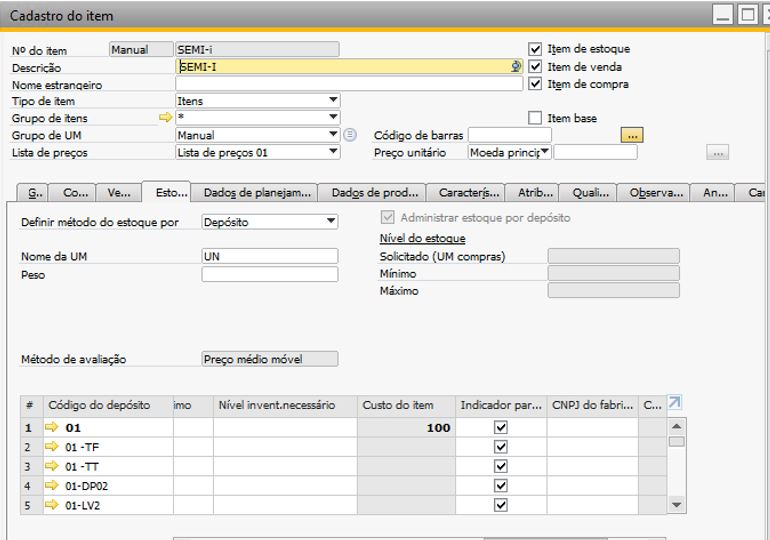 Cadastro do item
Nº do item Manual SEMI-i
Descrição SEMI-I
Nome estrangeiro
Tipo de item Itens
Grupo de itens *
Grupo de UM Manual
Lista de preços Lista de preços 01
Item de estoque
Item de venda
Item de compra
Item base
Código de barras ...
Preço unitário Moeda princip ...
G.. Co... Ve... Esto... Dados de planejam... Dados de prod... Caracterís... Atrib... Quali... Observa... An... Ca
Definir método do estoque por Depósito
Nome da UM UN
Peso
Administrar estoque por depósito
Nível do estoque
Solicitado (UM compras)
Mínimo
Máximo
Método de avaliação Preço médio móvel
# Código do depósito imo Nível invent.necessário Custo do item Indicador par... CNPJ do fabri... C...
1 01 100
2 01 -TF
3 01 -TT
4 01-DP02
5 01-LV2